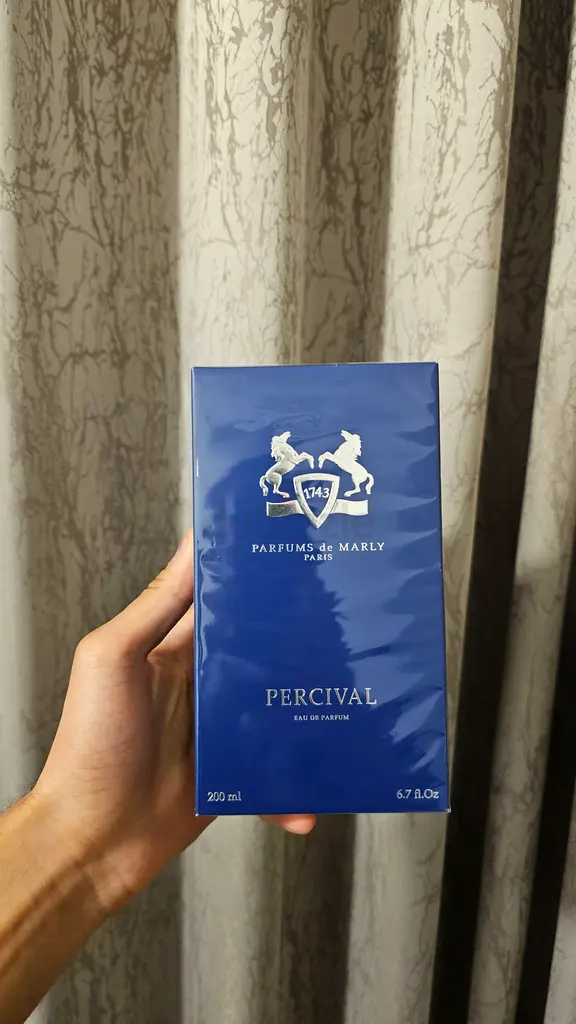 1743
PARFUMS de MARLY
PARIS
PERCIVAL
EAU DE PARFUM
200 ml 6.7 fl.Oz